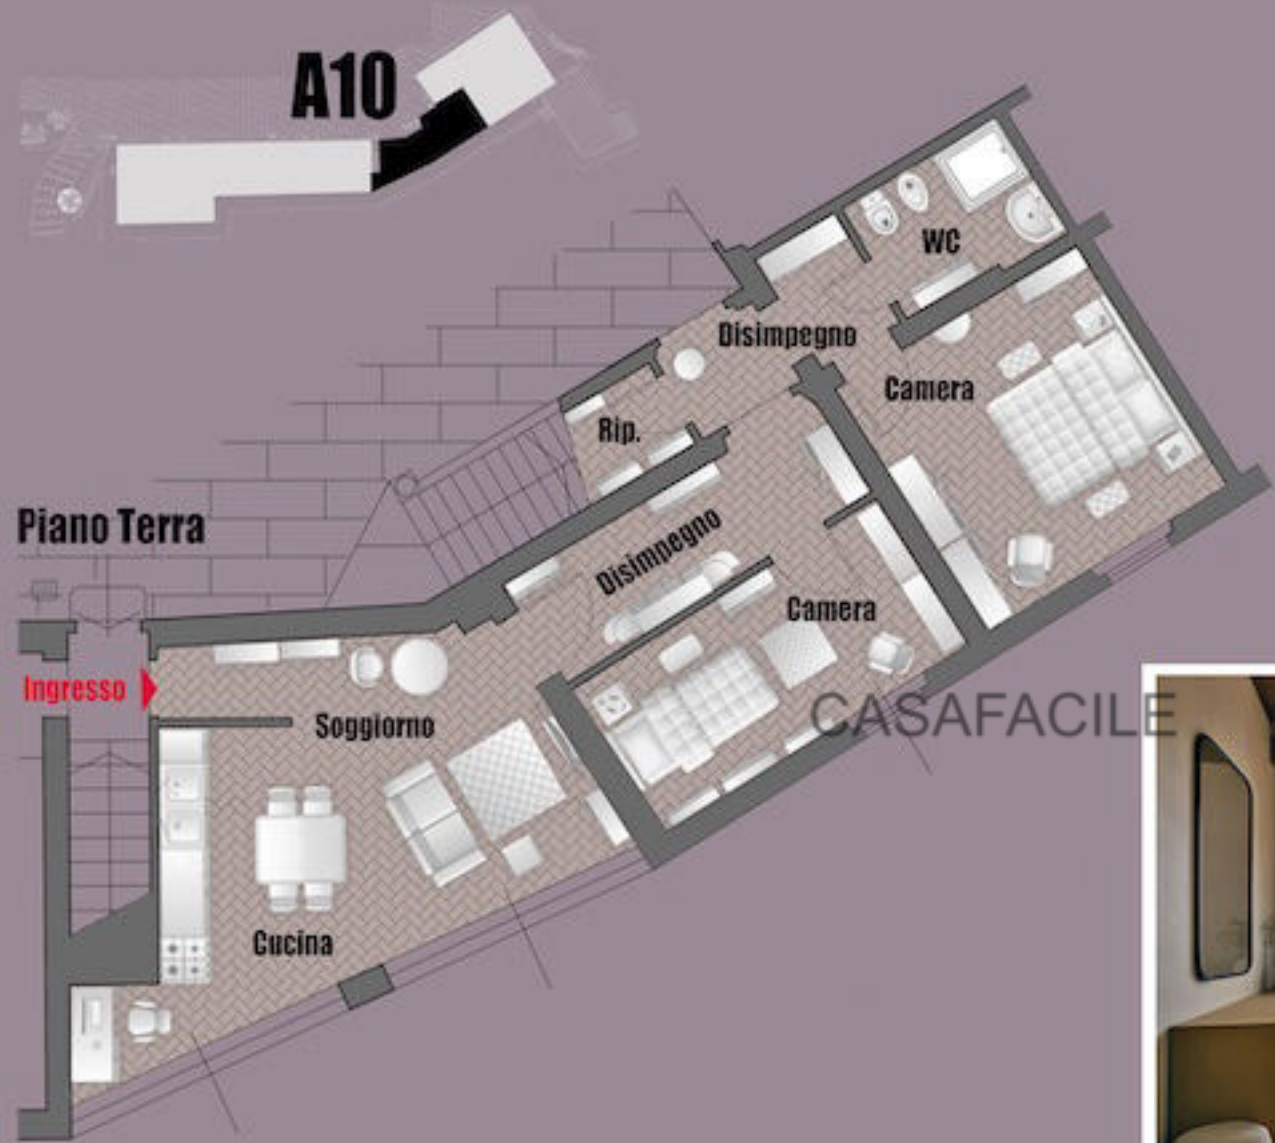 A10
WC
Disimpegno
Camera
Rip.
Piano Terra
Disimpegno
Camera
Ingresso
CASAFACILE
Soggiorno
Cucina